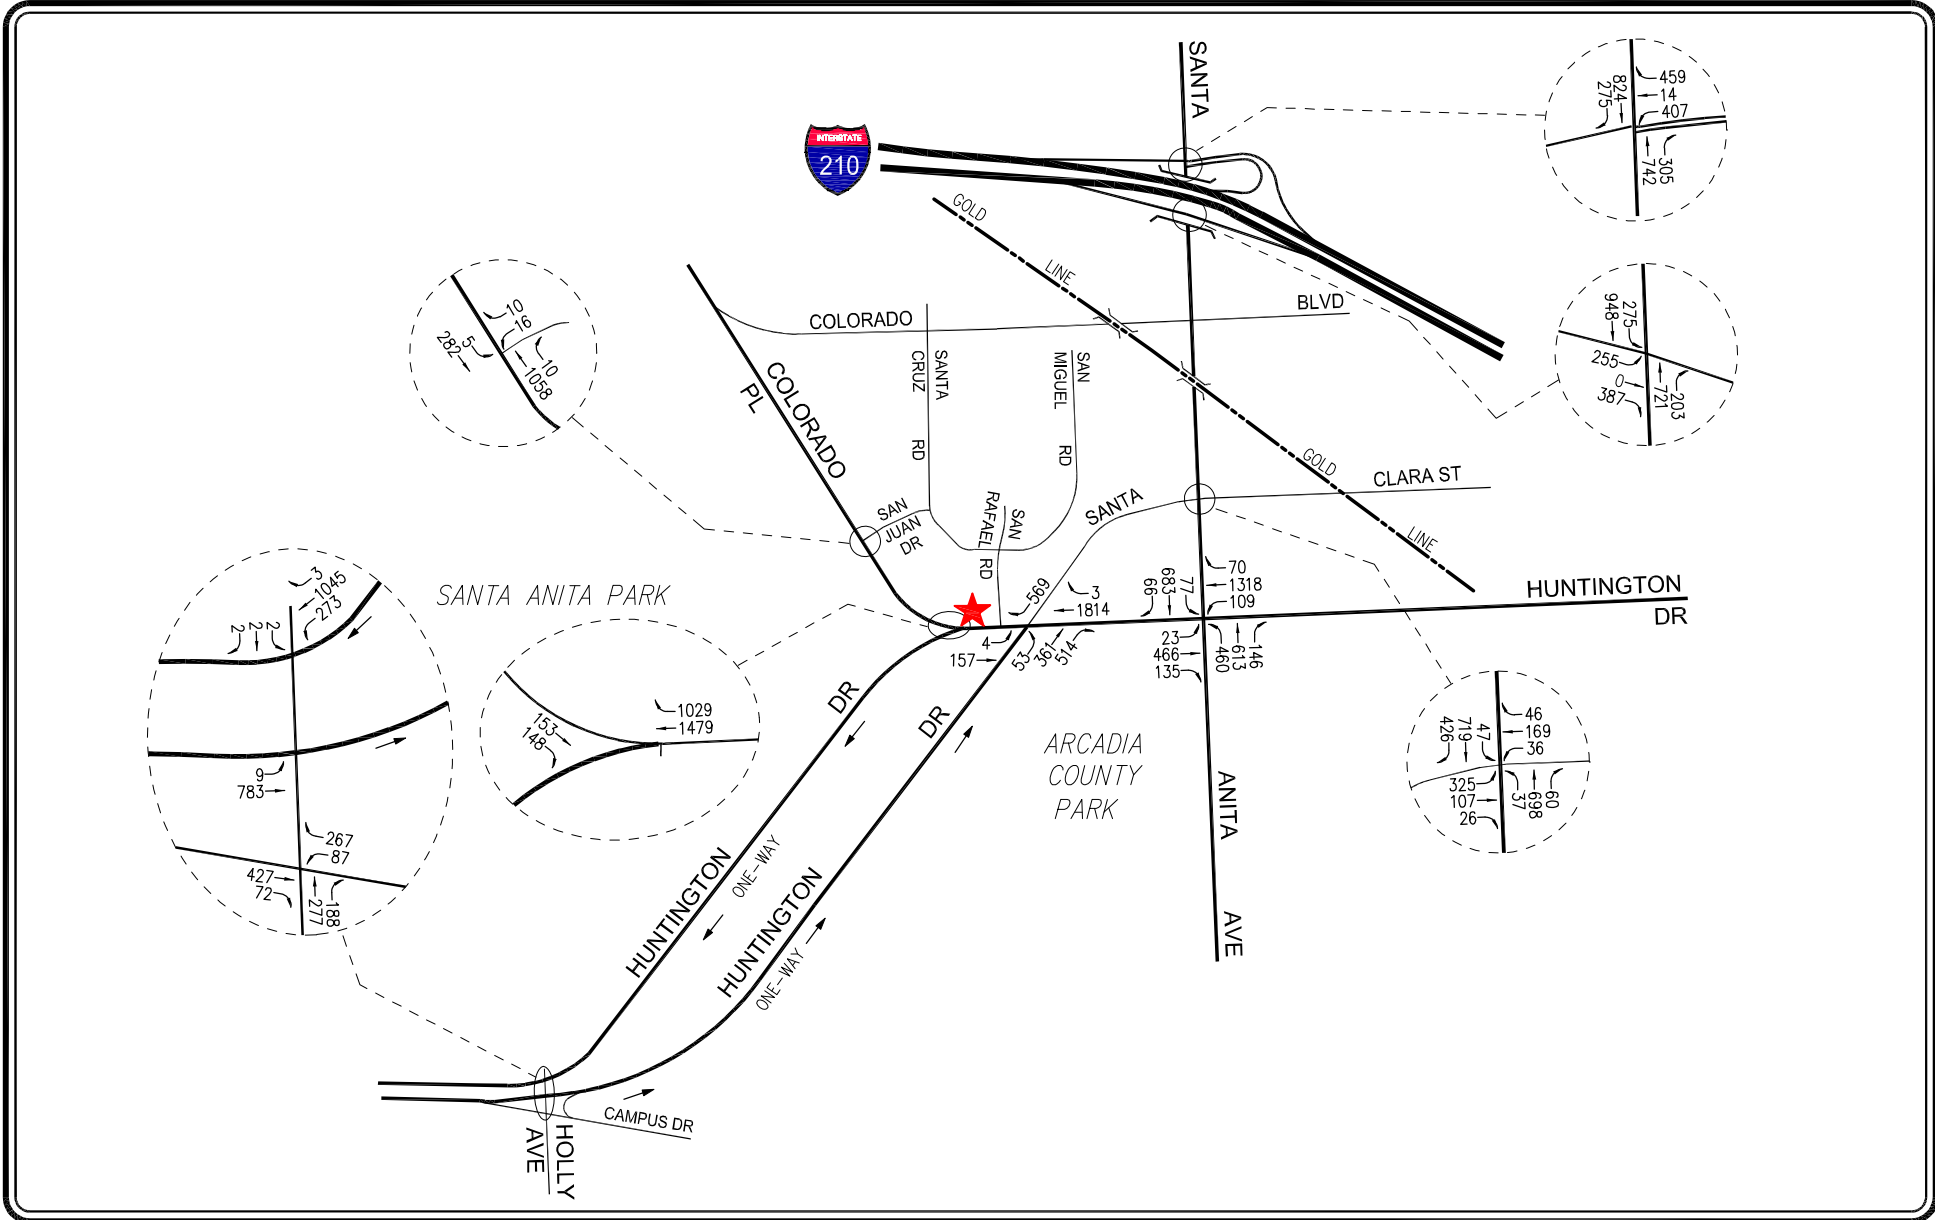 SANTA
459
14
407
824
275
305
742
INTERSTATE
210
GOLD
LINE
275
948
255
0
387
203
721
10
16
5
282
10
1058
COLORADO
BLVD
COLORADO
PL
SANTA
CRUZ
RD
SAN
MIGUEL
RD
GOLD
LINE
CLARA ST
SANTA
SAN
JUAN
DR
SAN
RAFAEL RD
HUNTINGTON
DR
SANTA ANITA PARK
3
1045
273
2
2
2
9
783
267
87
427
72
277
188
1029
1479
153
148
569
3
1814
4
157
53
361
514
66
683
77
70
1318
109
23
466
135
460
613
146
46
169
36
47
719
426
325
107
26
37
698
60
ARCADIA
COUNTY
PARK
ANITA
AVE
DR
DR
HUNTINGTON
ONE-WAY
HUNTINGTON
ONE-WAY
CAMPUS DR
HOLLY
AVE